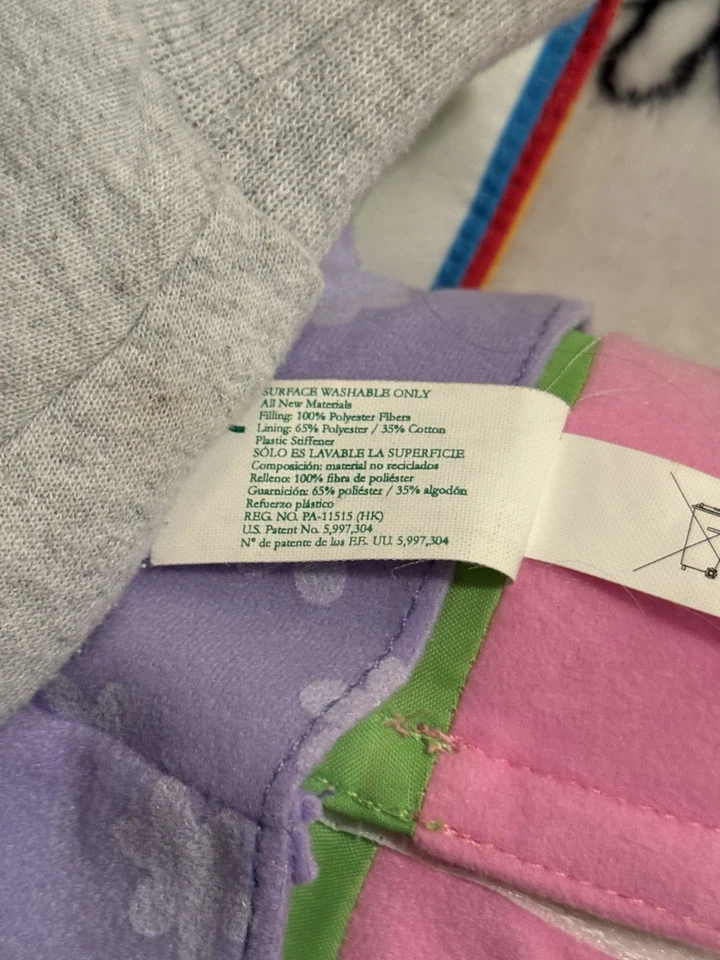 SURFACE WASHABLE ONLY
All New Materials
Filling: 100% Polyester Fibers
Lining: 65% Polyester / 35% Cotton
Plastic Stiffener
SÓLO ES LAVABLE LA SUPERFICIE
Composición: material no reciclados
Relleno: 100% fibra de poliéster
Guarnición: 65% poliéster / 35% algodón
Refuerzo plástico
REG. NO. PA-11515 (HK)
U.S. Patent No. 5,997,304
N° de patente de los EE. UU. 5,997,304